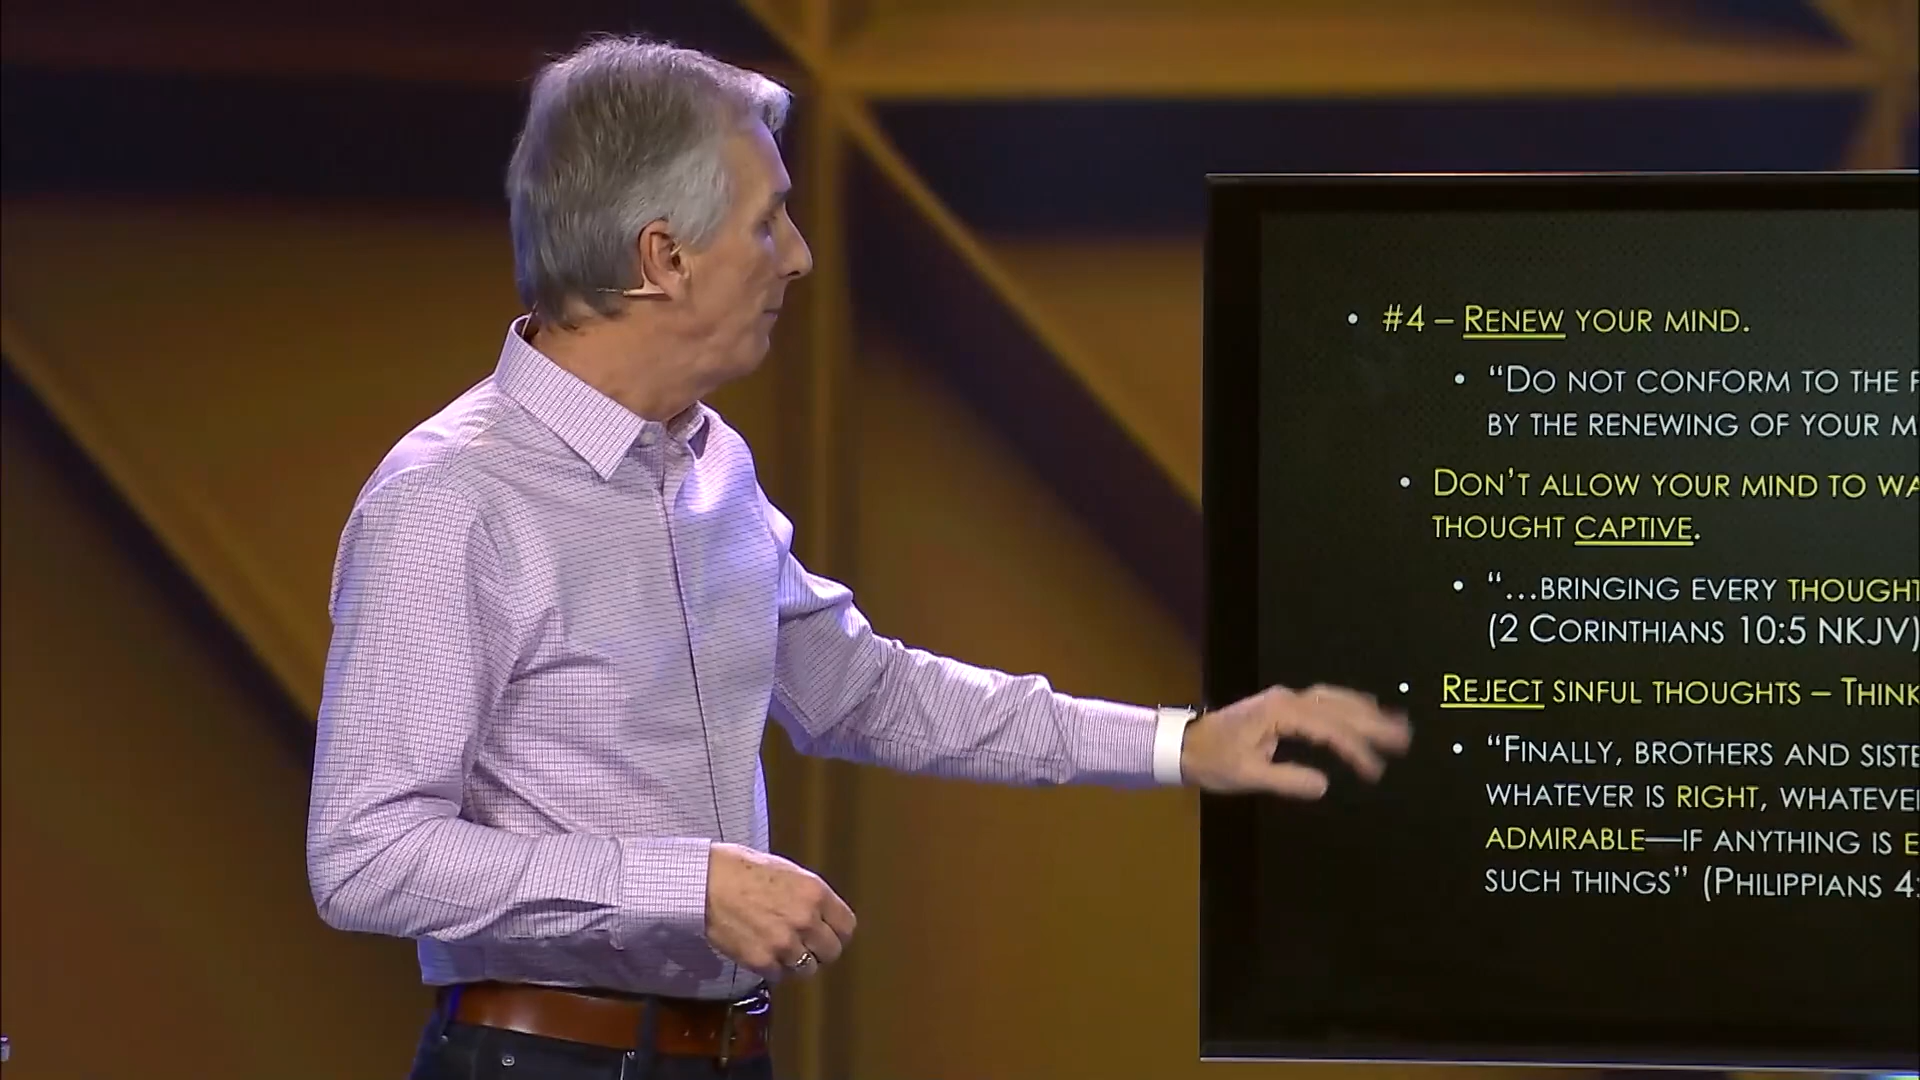 • #4 – RENEW YOUR MIND.
• “DO NOT CONFORM TO THE
BY THE RENEWING OF YOUR
• DON’T ALLOW YOUR MIND TO
THOUGHT CAPTIVE.
• “…BRINGING EVERY THOUGHT
(2 CORINTHIANS 10:5 NKJV)
• REJECT SINFUL THOUGHTS – THINK
• “FINALLY, BROTHERS AND
WHATEVER IS RIGHT,
ADMIRABLE—IF ANYTHING IS
SUCH THINGS” (PHILIPPIANS 4: